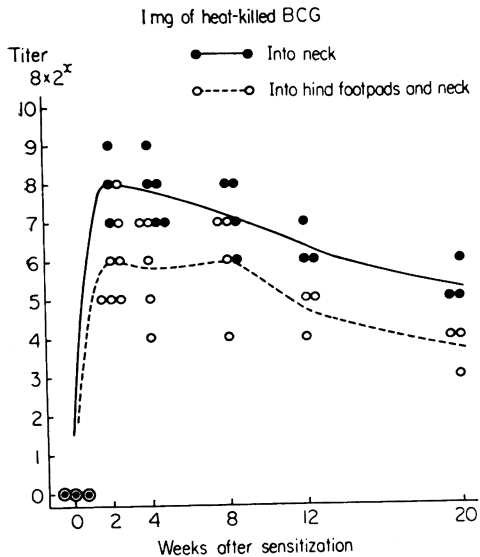 1 mg of heat-killed BCG
Titer
8×2ˣ
Into neck
Into hind footpads and neck
10
9
8
7
6
5
4
3
2
1
0
0 2 4 8 12 20
Weeks after sensitization